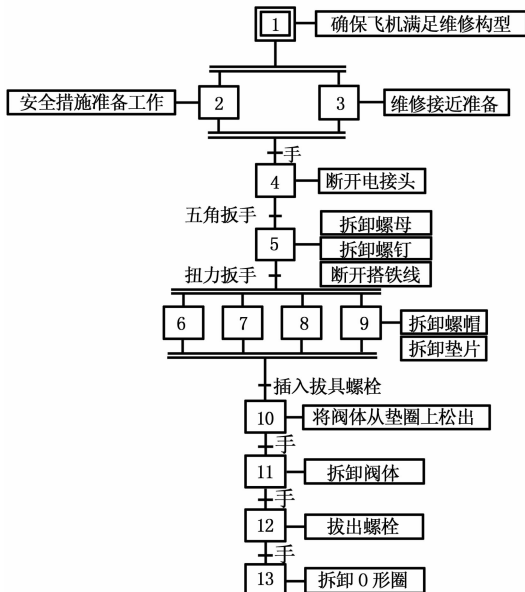 1 确保飞机满足维修构型
安全措施准备工作 2 3 维修接近准备
手
4 断开电接头
五角扳手 拆卸螺母
5 拆卸螺钉
扭力扳手 断开搭铁线
6 7 8 9 拆卸螺帽
拆卸垫片
插入拔具螺栓
10 将阀体从垫圈上松出
手
11 拆卸阀体
手
12 拔出螺栓
手
13 拆卸O形圈